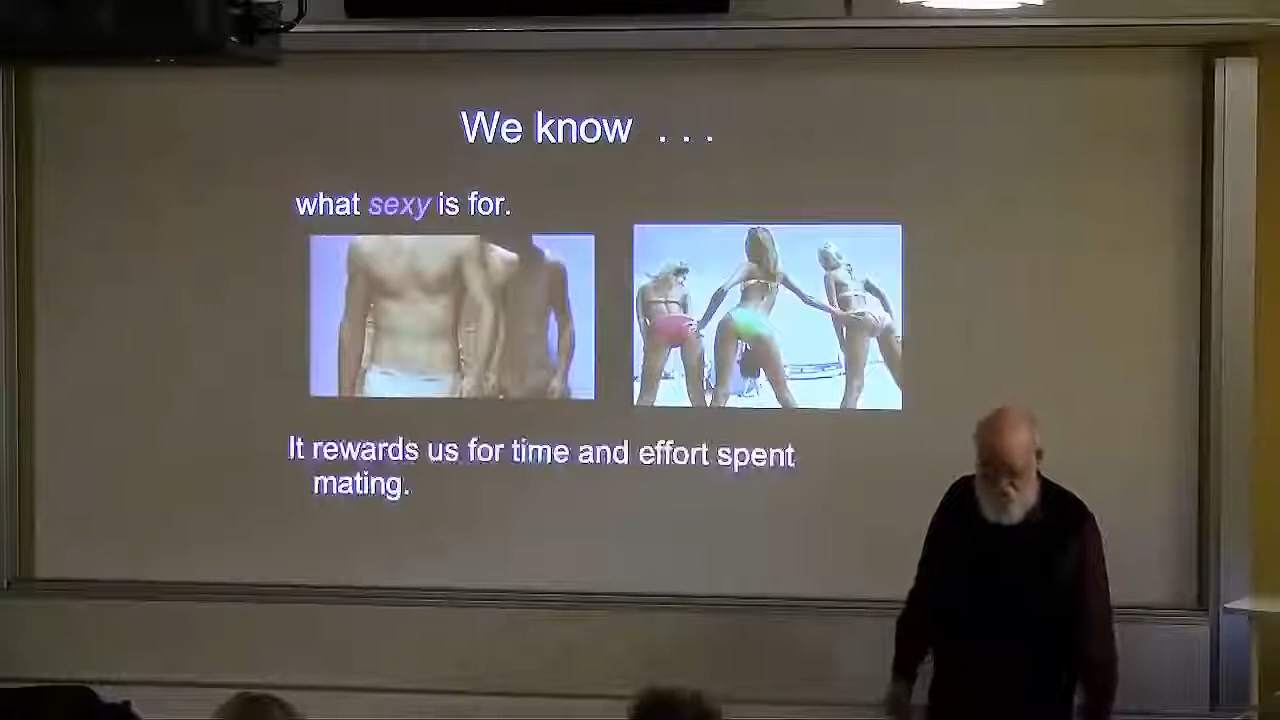 We know . . .
what sexy is for.
It rewards us for time and effort spent
mating.